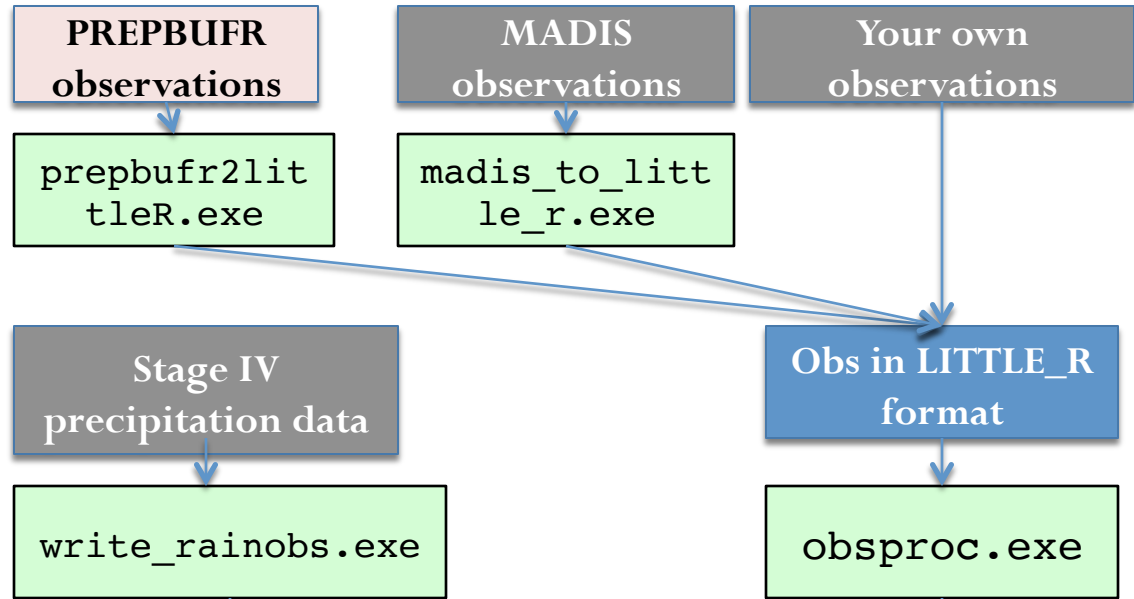 PREPBUFR
observations
MADIS
observations
Your own
observations
prepbufr2lit
tleR.exe
madis_to_litt
le_r.exe
Stage IV
precipitation data
Obs in LITTLE_R
format
write_rainobs.exe
obsproc.exe